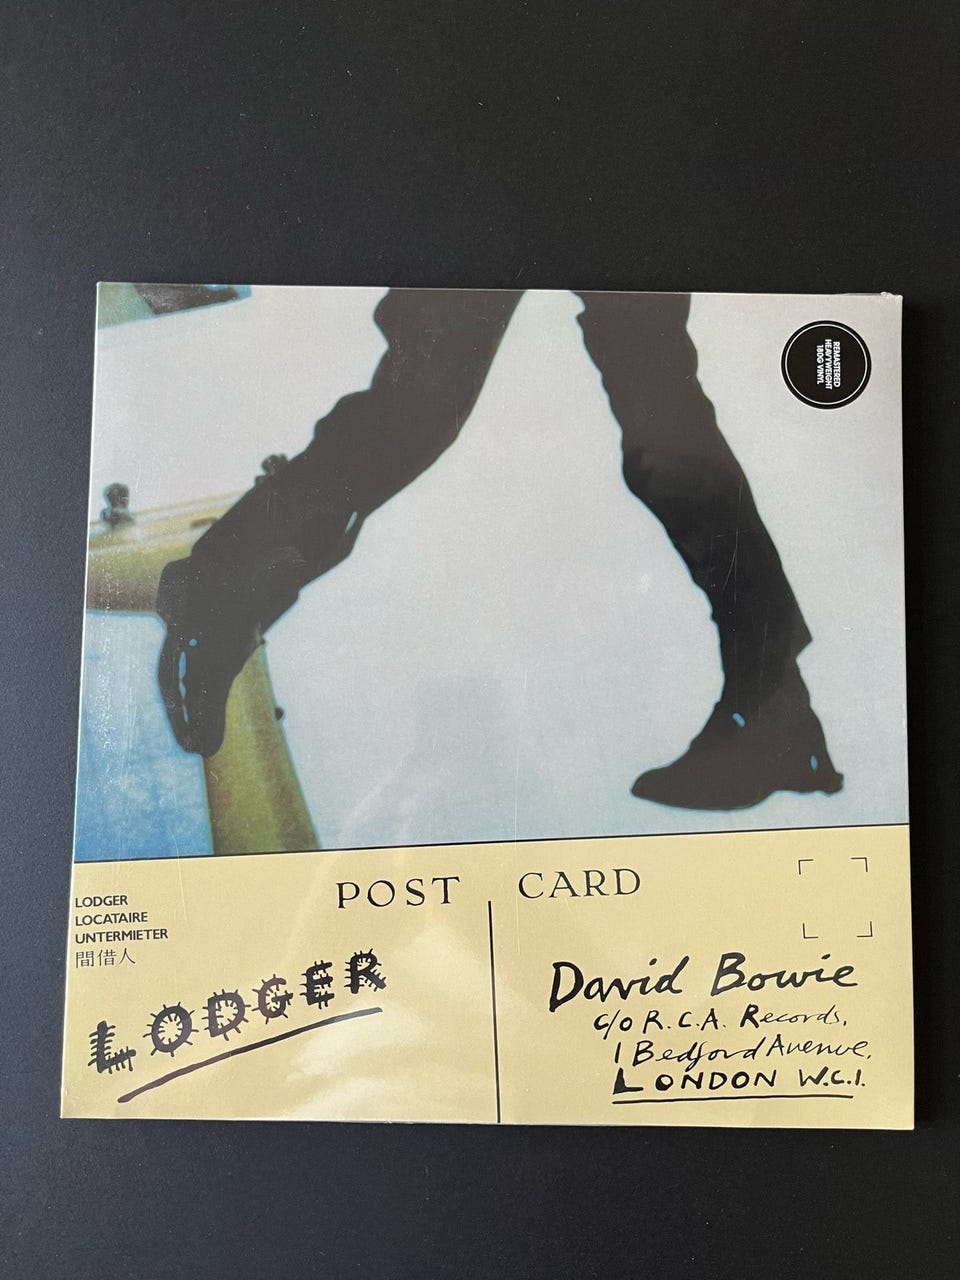 REMASTERED
HEAVYWEIGHT
180G VINYL
POST CARD
LODGER
LOCATAIRE
UNTERMIETER
間借人
LODGER
David Bowie
c/o R.C.A. Records,
1 Bedford Avenue,
LONDON W.C.1.